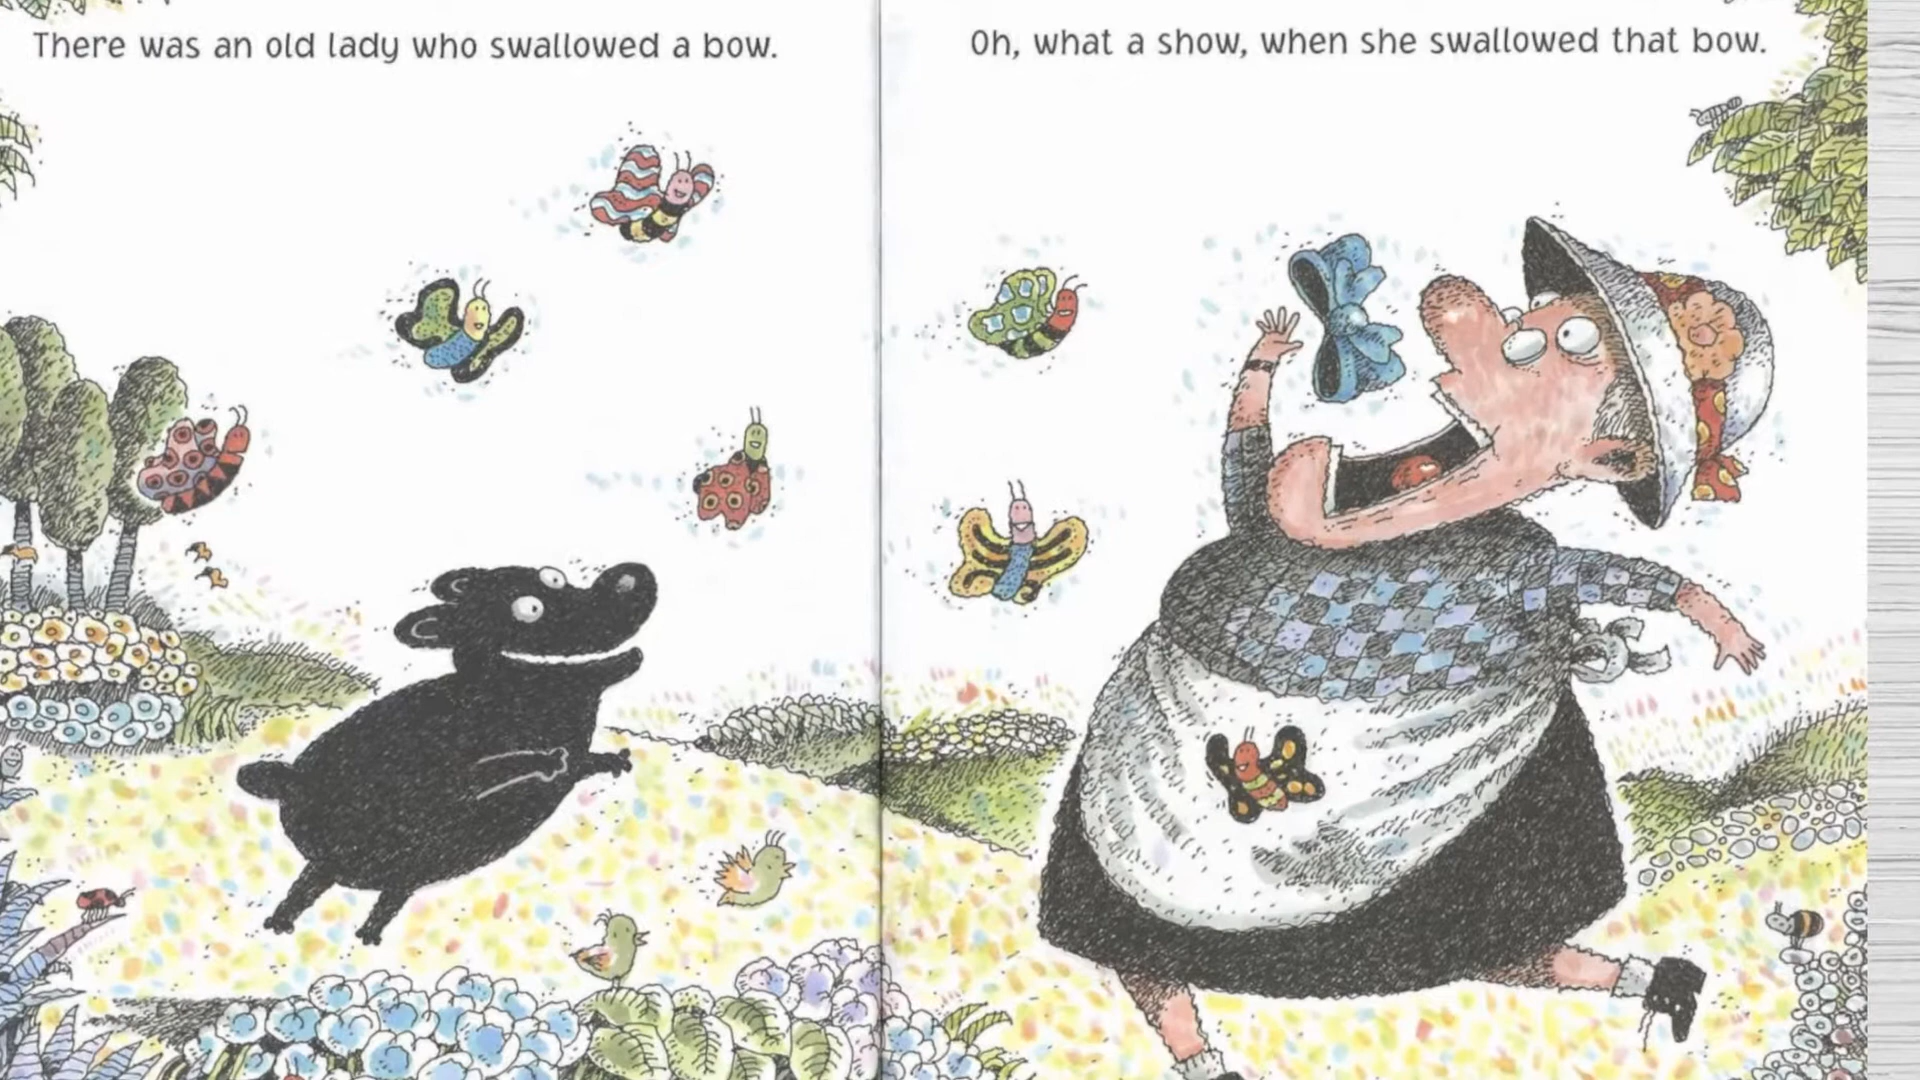 There was an old lady who swallowed a bow.
Oh, what a show, when she swallowed that bow.